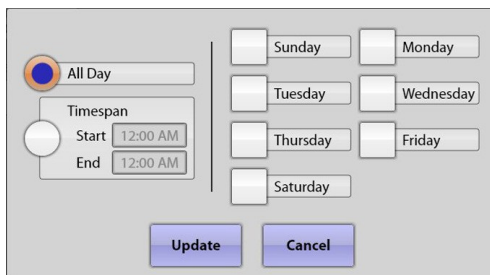 All Day
Timespan
Start 12:00 AM
End 12:00 AM
Sunday Monday
Tuesday Wednesday
Thursday Friday
Saturday
Update Cancel